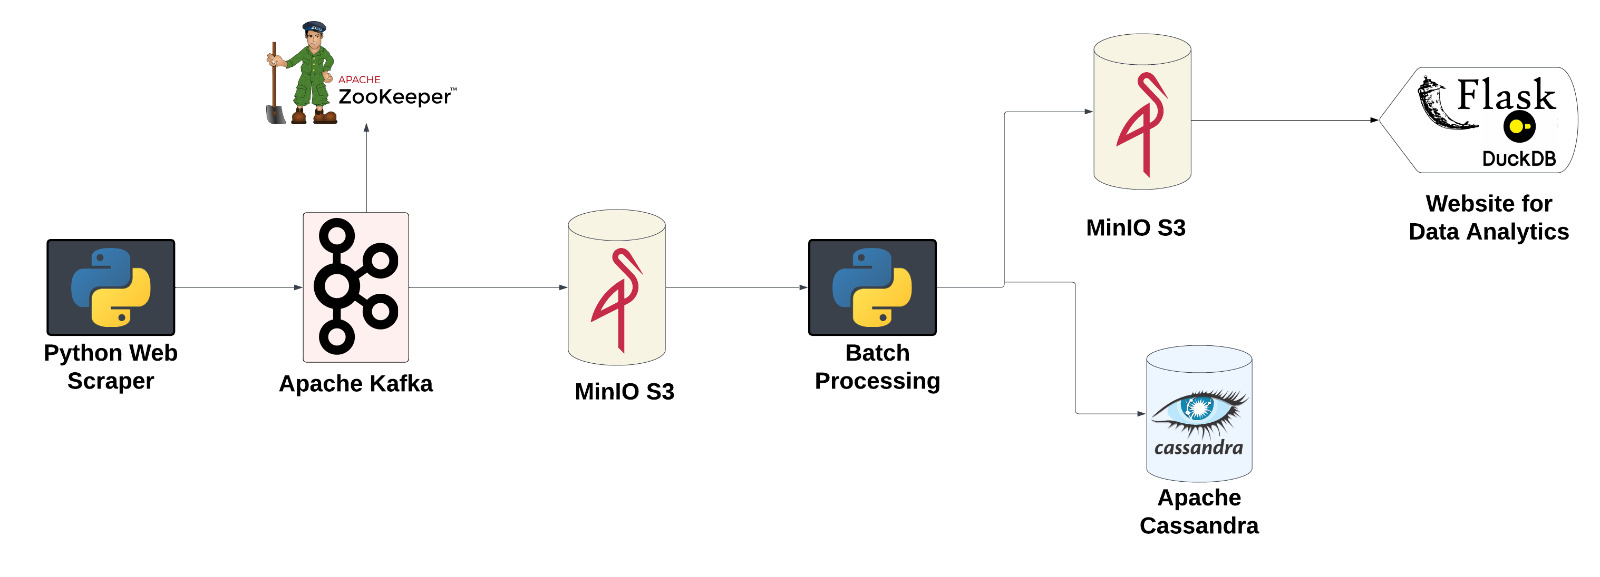 APACHE
ZooKeeper™
Python Web
Scraper
Apache Kafka
MinIO S3
Batch
Processing
MinIO S3
Flask
DuckDB
Website for
Data Analytics
cassandra
Apache
Cassandra